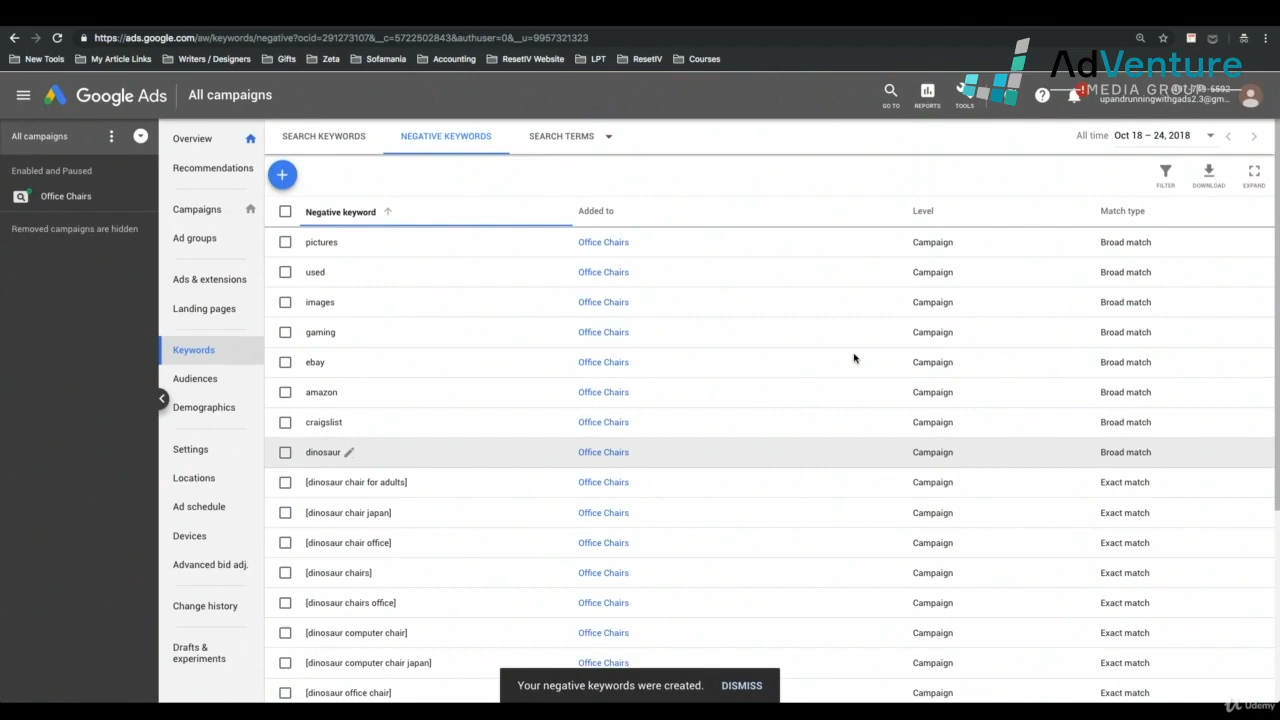 https://ads.google.com/aw/keywords/negative?ocid=291273107&__c=5722502843&authuser=0&__u=9957321323
New Tools My Article Links Writers / Designers Gifts Zeta Sofamania Accounting ResetIV Website LPT ResetIV Courses
AdVenture
MEDIA GROUP
Google Ads All campaigns
GO TO REPORTS TOOLS
upandrunningwithgads2.3@gm...
All campaigns
Enabled and Paused
Office Chairs
Removed campaigns are hidden
Overview
Recommendations
Campaigns
Ad groups
Ads & extensions
Landing pages
Keywords
Audiences
Demographics
Settings
Locations
Ad schedule
Devices
Advanced bid adj.
Change history
Drafts &
experiments
SEARCH KEYWORDS NEGATIVE KEYWORDS SEARCH TERMS All time Oct 18 – 24, 2018
FILTER DOWNLOAD EXPAND
Negative keyword Added to Level Match type
pictures Office Chairs Campaign Broad match
used Office Chairs Campaign Broad match
images Office Chairs Campaign Broad match
gaming Office Chairs Campaign Broad match
ebay Office Chairs Campaign Broad match
amazon Office Chairs Campaign Broad match
craigslist Office Chairs Campaign Broad match
dinosaur Office Chairs Campaign Broad match
[dinosaur chair for adults] Office Chairs Campaign Exact match
[dinosaur chair japan] Office Chairs Campaign Exact match
[dinosaur chair office] Office Chairs Campaign Exact match
[dinosaur chairs] Office Chairs Campaign Exact match
[dinosaur chairs office] Office Chairs Campaign Exact match
[dinosaur computer chair] Office Chairs Campaign Exact match
[dinosaur computer chair japan] Office Chairs Campaign Exact match
[dinosaur office chair] Campaign Exact match
Your negative keywords were created. DISMISS
Udemy